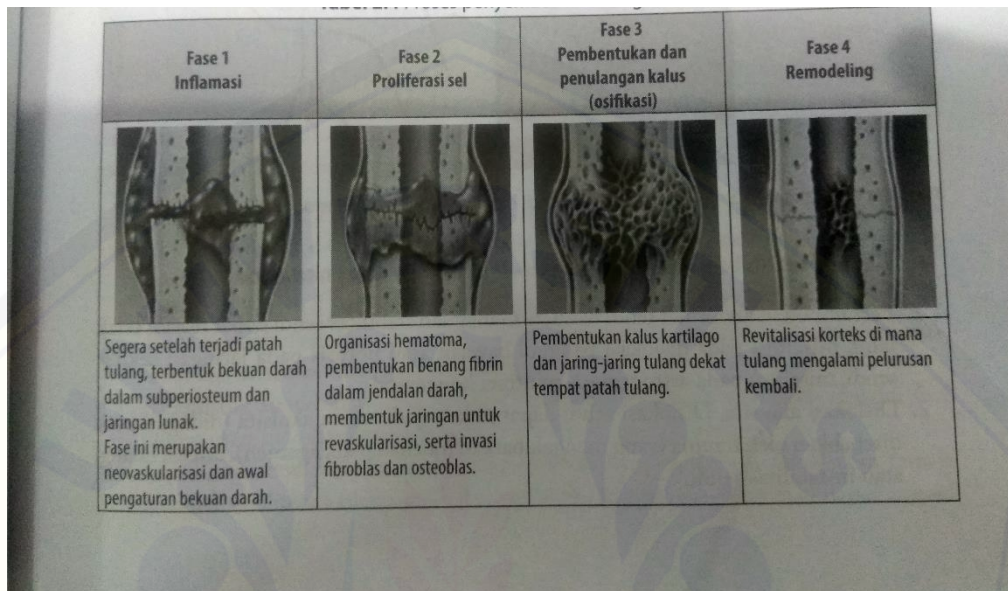 Fase 1
Inflamasi
Fase 2
Proliferasi sel
Fase 3
Pembentukan dan
penulangan kalus
(osifikasi)
Fase 4
Remodeling
Segera setelah terjadi patah
tulang, terbentuk bekuan darah
dalam subperiosteum dan
jaringan lunak.
Fase ini merupakan
neovaskularisasi dan awal
pengaturan bekuan darah.
Organisasi hematoma,
pembentukan benang fibrin
dalam jendalan darah,
membentuk jaringan untuk
revaskularisasi, serta invasi
fibroblas dan osteoblas.
Pembentukan kalus kartilago
dan jaring-jaring tulang dekat
tempat patah tulang.
Revitalisasi korteks di mana
tulang mengalami pelurusan
kembali.